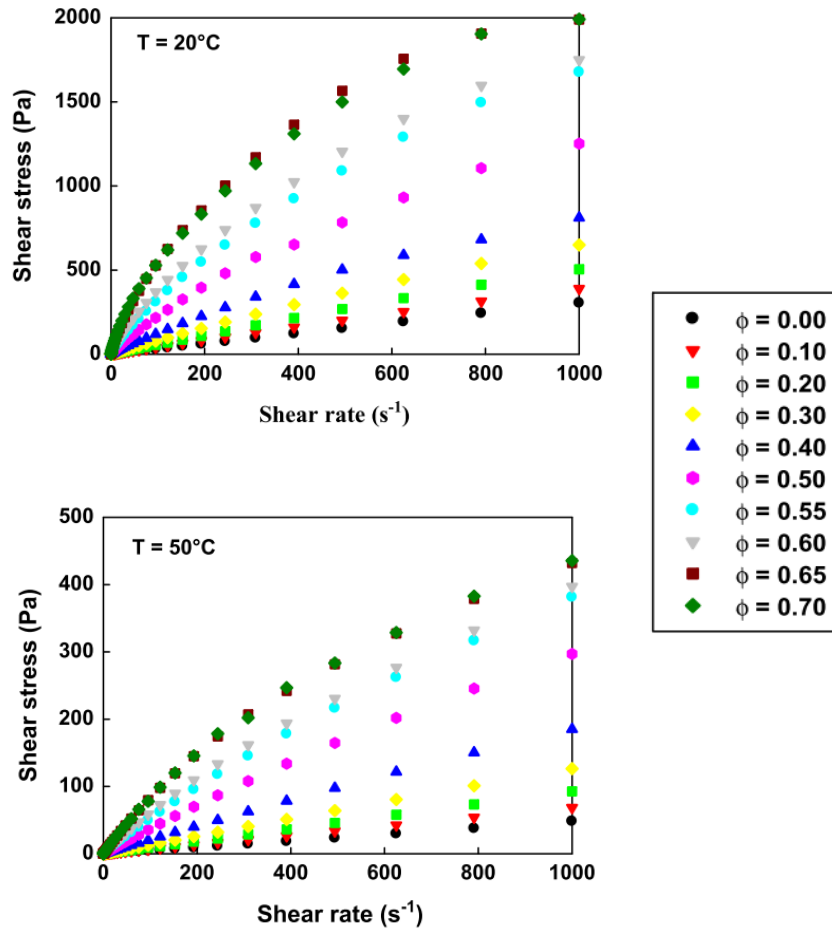 2000
1500
1000
500
0
Shear stress (Pa)
T = 20°C
0 200 400 600 800 1000
Shear rate (s⁻¹)
500
400
300
200
100
0
Shear stress (Pa)
T = 50°C
0 200 400 600 800 1000
Shear rate (s⁻¹)
ϕ = 0.00
ϕ = 0.10
ϕ = 0.20
ϕ = 0.30
ϕ = 0.40
ϕ = 0.50
ϕ = 0.55
ϕ = 0.60
ϕ = 0.65
ϕ = 0.70